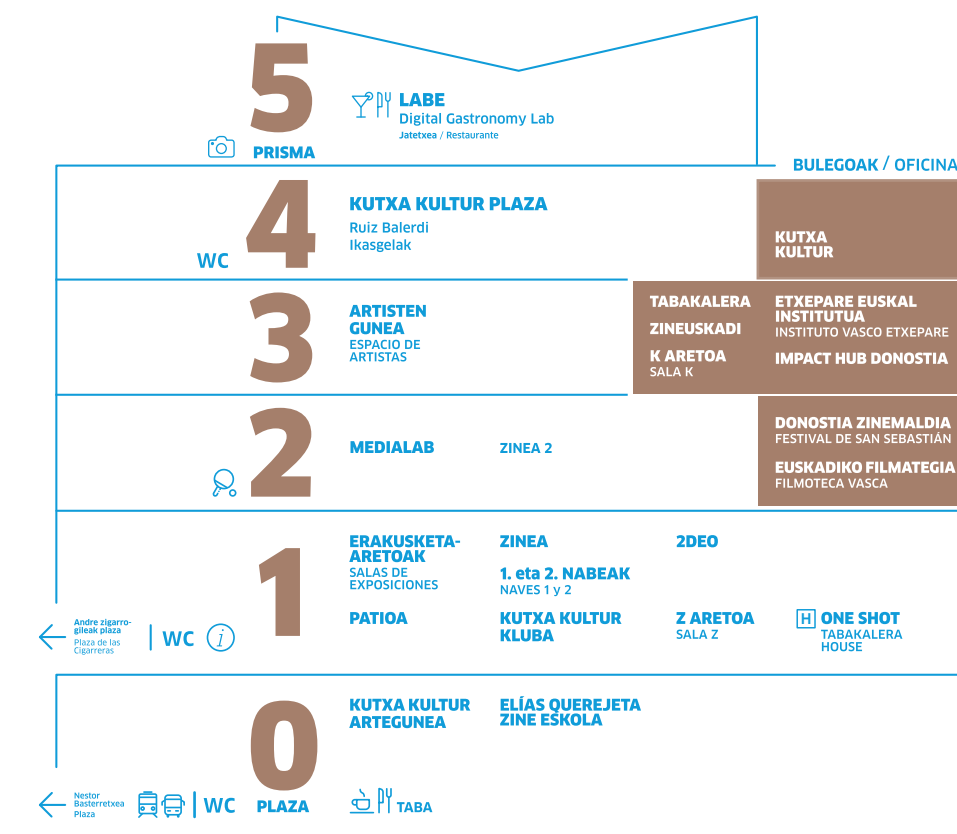 5
PRISMA
LABE
Digital Gastronomy Lab
Jatetxea / Restaurante
BULEGOAK / OFICINA
4
WC
KUTXA KULTUR PLAZA
Ruiz Balerdi
Ikasgelak
KUTXA
KULTUR
3
ARTISTEN
GUNEA
ESPACIO DE
ARTISTAS
TABAKALERA
ZINEUSKADI
K ARETOA
SALA K
ETXEPARE EUSKAL
INSTITUTUA
INSTITUTO VASCO ETXEPARE
IMPACT HUB DONOSTIA
2
MEDIALAB
ZINEA 2
DONOSTIA ZINEMALDIA
FESTIVAL DE SAN SEBASTIÁN
EUSKADIKO FILMATEGIA
FILMOTECA VASCA
1
ERAKUSKETA-
ARETOAK
SALAS DE
EXPOSICIONES
ZINEA
2DEO
1. eta 2. NABEAK
NAVES 1 y 2
PATIOA
KUTXA KULTUR
KLUBA
Z ARETOA
SALA Z
H ONE SHOT
TABAKALERA
HOUSE
Andre zigarro-
gileak plaza
Plaza de las
Cigarreras
WC
i
0
PLAZA
KUTXA KULTUR
ARTEGUNEA
ELÍAS QUEREJETA
ZINE ESKOLA
Nestor
Basterretxea
Plaza
WC
TABA